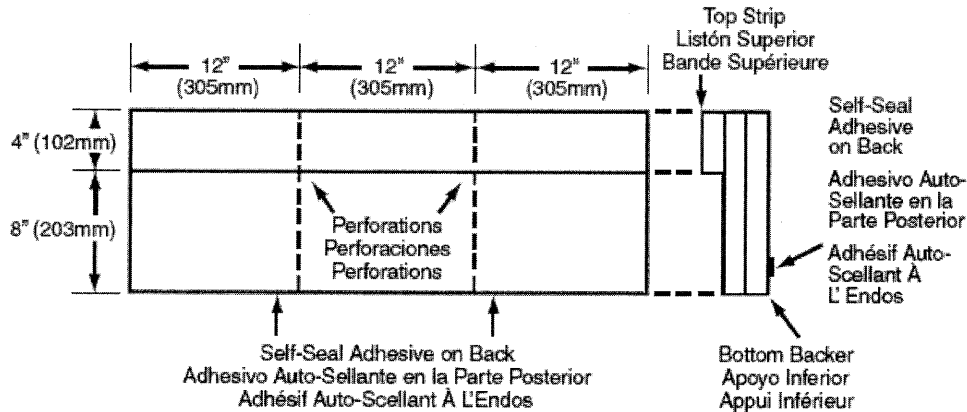 Top Strip
Listón Superior
Bande Supérieure
12"
(305mm)
12"
(305mm)
12"
(305mm)
4" (102mm)
8" (203mm)
Perforations
Perforaciones
Perforations
Self-Seal
Adhesive
on Back
Adhesivo Auto-
Sellante en la
Parte Posterior
Adhésif Auto-
Scellant À
L' Endos
Self-Seal Adhesive on Back
Adhesivo Auto-Sellante en la Parte Posterior
Adhésif Auto-Scellant À L'Endos
Bottom Backer
Apoyo Inferior
Appui Inférieur